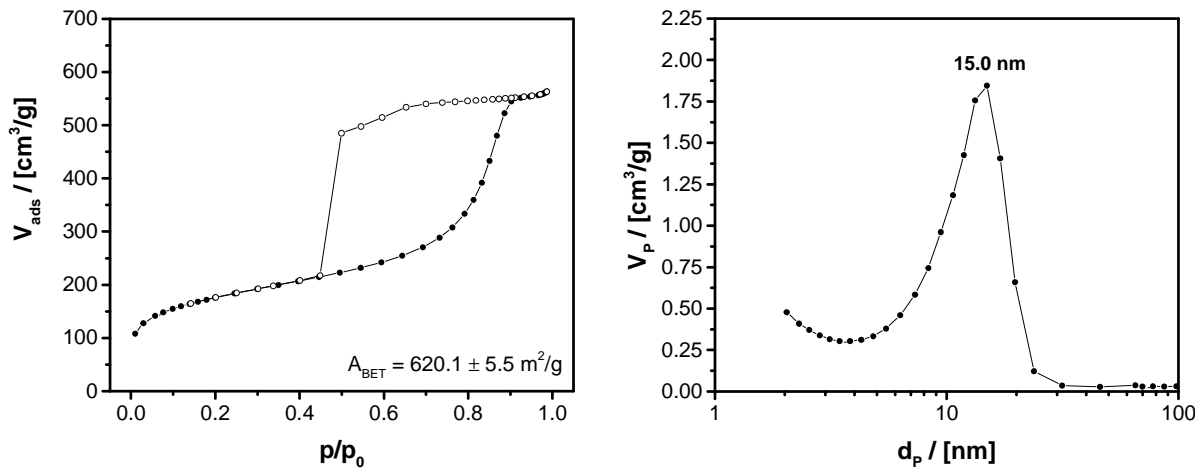 700
600
500
400
300
200
100
0
V_ads / [cm³/g]
A_BET = 620.1 ± 5.5 m²/g
0.0 0.2 0.4 0.6 0.8 1.0
p/p₀
2.25
2.00
1.75
1.50
1.25
1.00
0.75
0.50
0.25
0.00
V_P / [cm³/g]
15.0 nm
1 10 100
d_P / [nm]